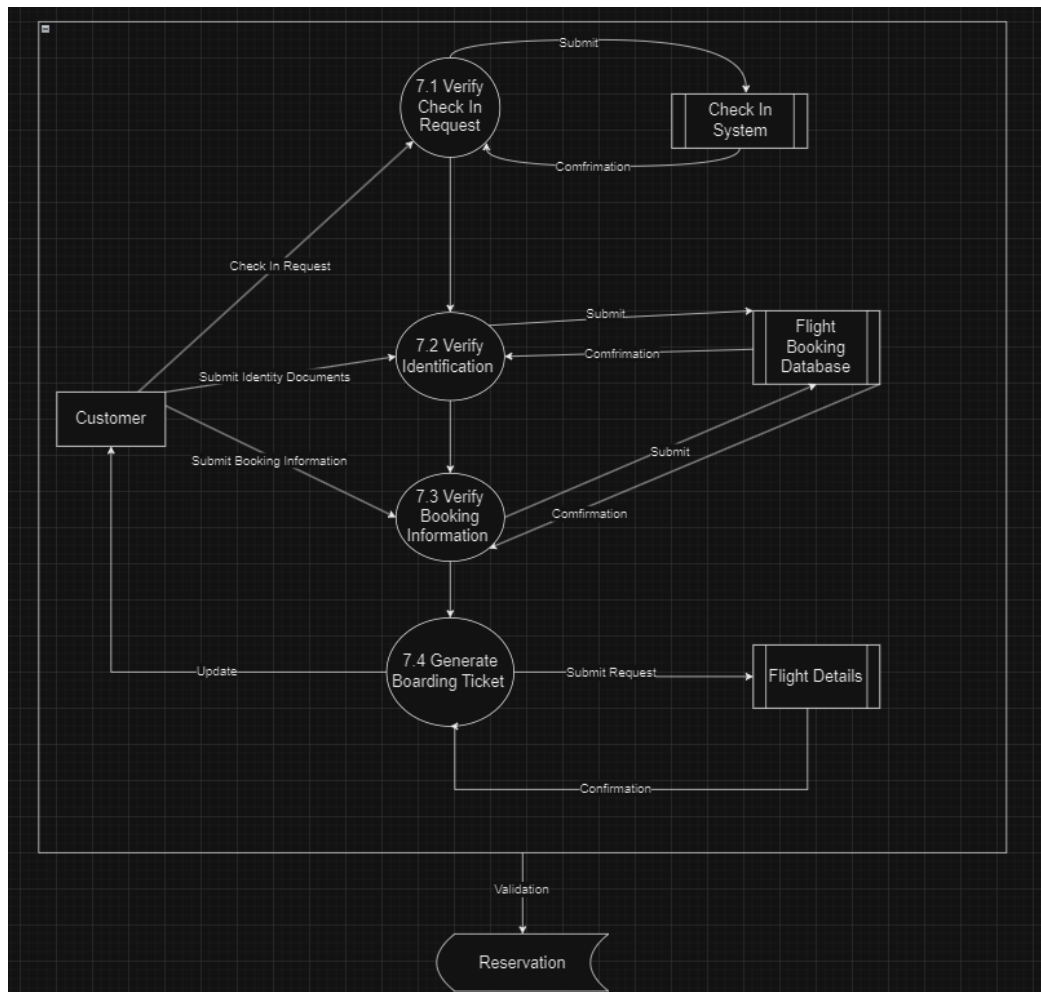 Submit
7.1 Verify
Check In
Request
Check In
System
Comfrimation
Check In Request
Submit
7.2 Verify
Identification
Flight
Booking
Database
Comfrimation
Submit Identity Documents
Customer
Submit Booking Information
Submit
7.3 Verify
Booking
Information
Comfirmation
7.4 Generate
Boarding Ticket
Update
Submit Request
Flight Details
Confirmation
Validation
Reservation